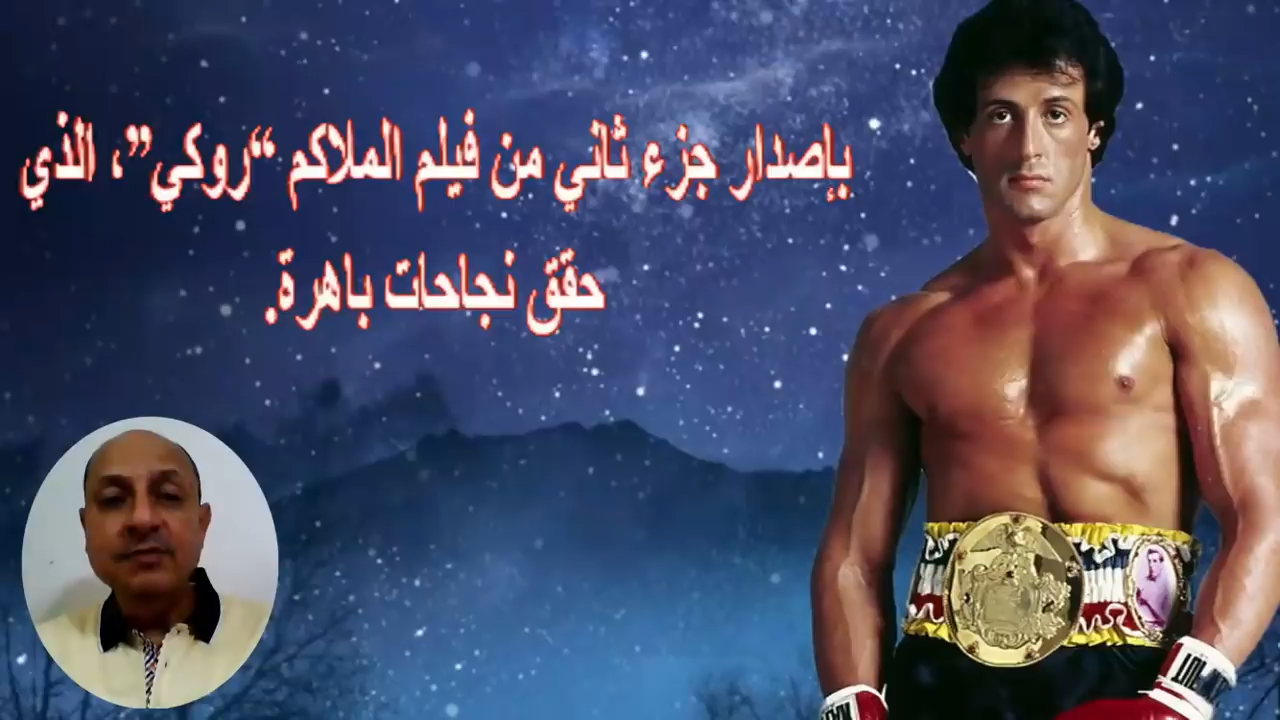 بإصدار جزء ثاني من فيلم الملاكم “روكي”، الذي
حقق نجاحات باهرة.